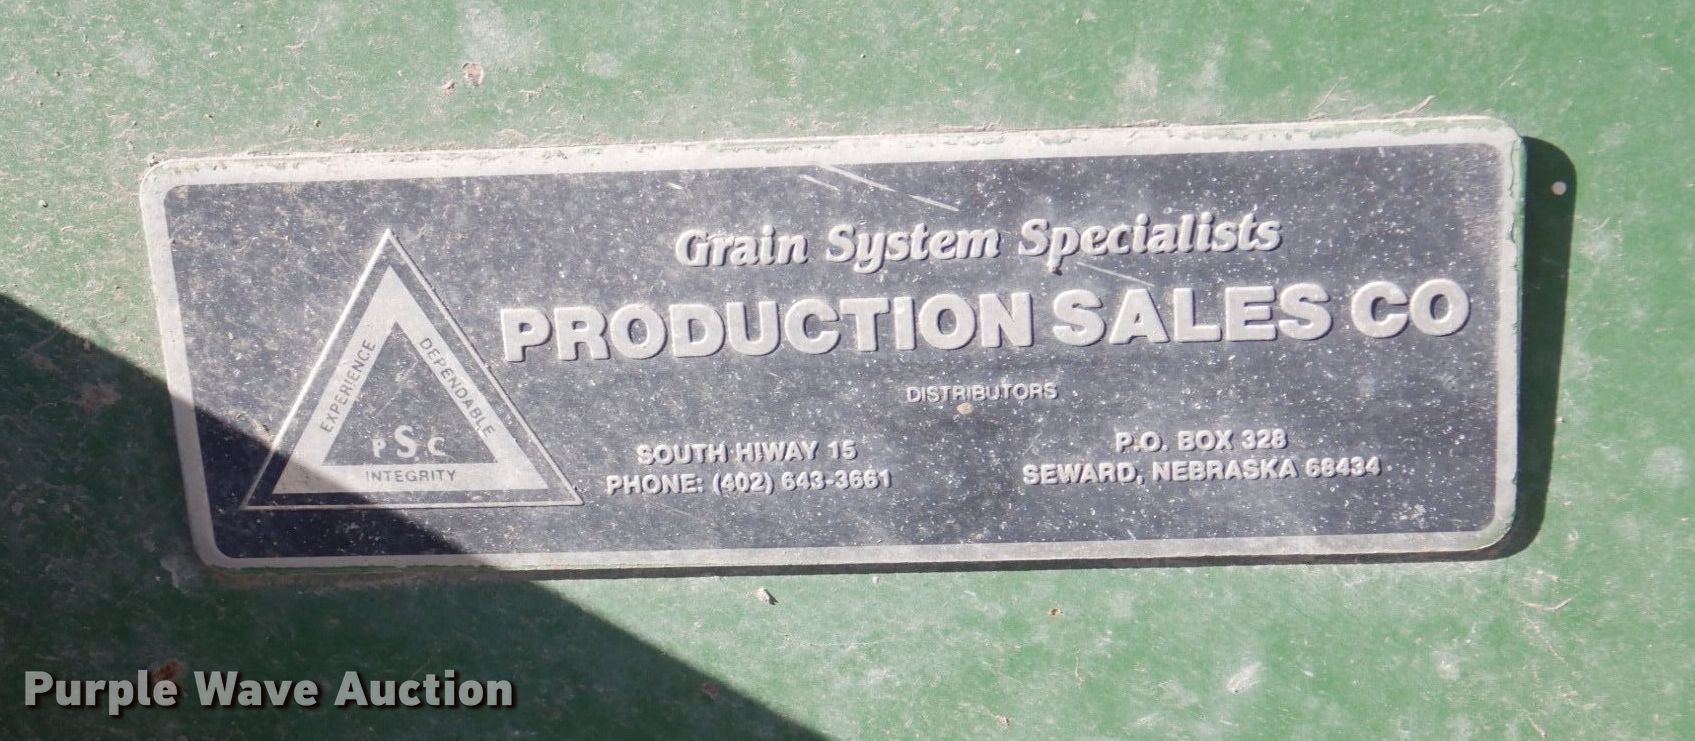 Grain System Specialists
PRODUCTION SALES CO
DISTRIBUTORS
EXPERIENCE
DEPENDABLE
PSC
INTEGRITY
SOUTH HIWAY 15
PHONE: (402) 643-3661
P.O. BOX 328
SEWARD, NEBRASKA 68434
Purple Wave Auction